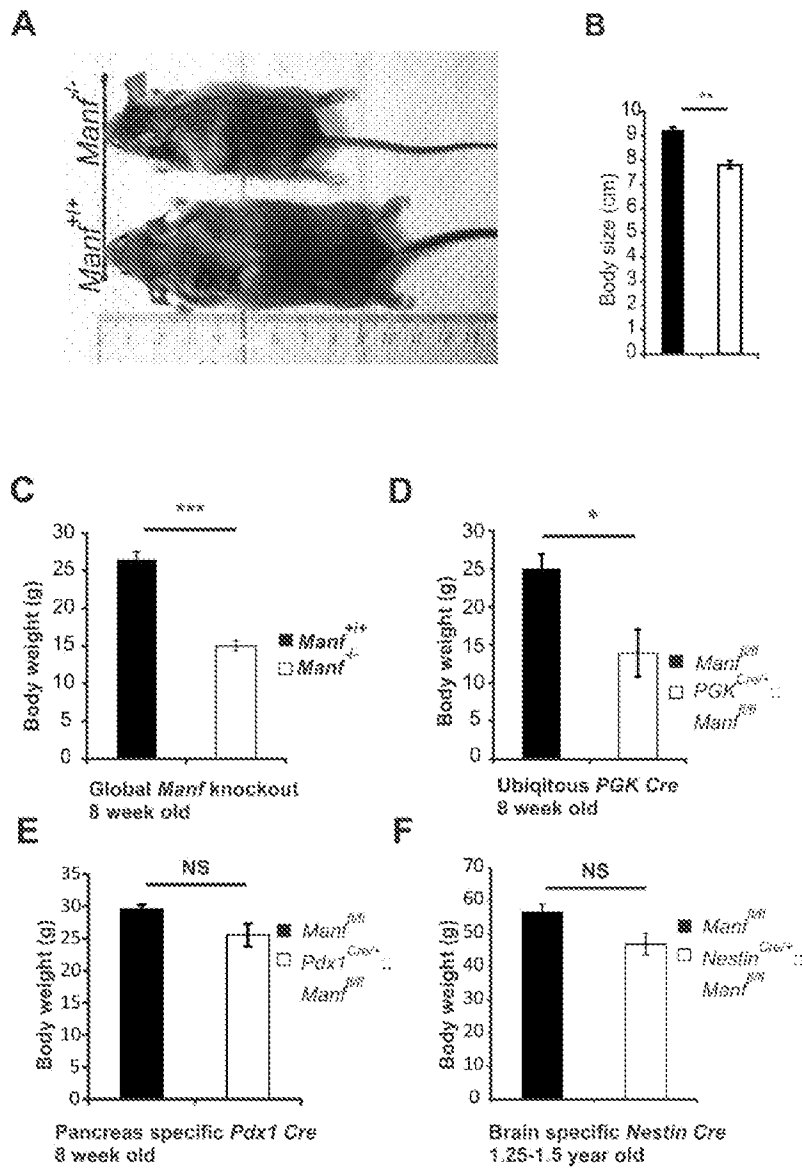 A
Manf-/-
Manf+/+
B
**
Body size (cm)
10
9
8
7
6
5
4
3
2
1
0
C
***
Body weight (g)
30
25
20
15
10
5
0
Manf+/+
Manf-/-
Global Manf knockout
8 week old
D
*
Body weight (g)
30
25
20
15
10
5
0
Manffl/fl
PGKCre/+::
Manffl/fl
Ubiqitous PGK Cre
8 week old
E
NS
Body weight (g)
35
30
25
20
15
10
5
0
Manffl/fl
Pdx1Cre/+::
Manffl/fl
Pancreas specific Pdx1 Cre
8 week old
F
NS
Body weight (g)
70
60
50
40
30
20
10
0
Manffl/fl
NestinCre/+::
Manffl/fl
Brain specific Nestin Cre
1.25-1.5 year old